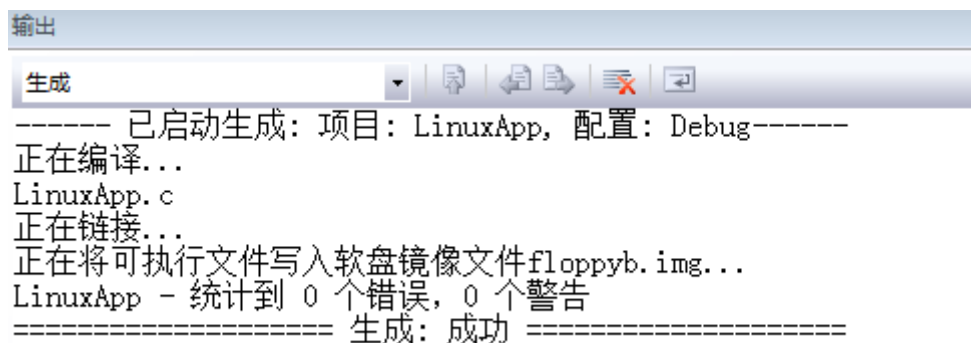 输出
生成
------ 已启动生成: 项目: LinuxApp, 配置: Debug------
正在编译...
LinuxApp.c
正在链接...
正在将可执行文件写入软盘镜像文件floppyb.img...
LinuxApp - 统计到 0 个错误，0 个警告
==================== 生成: 成功 ====================